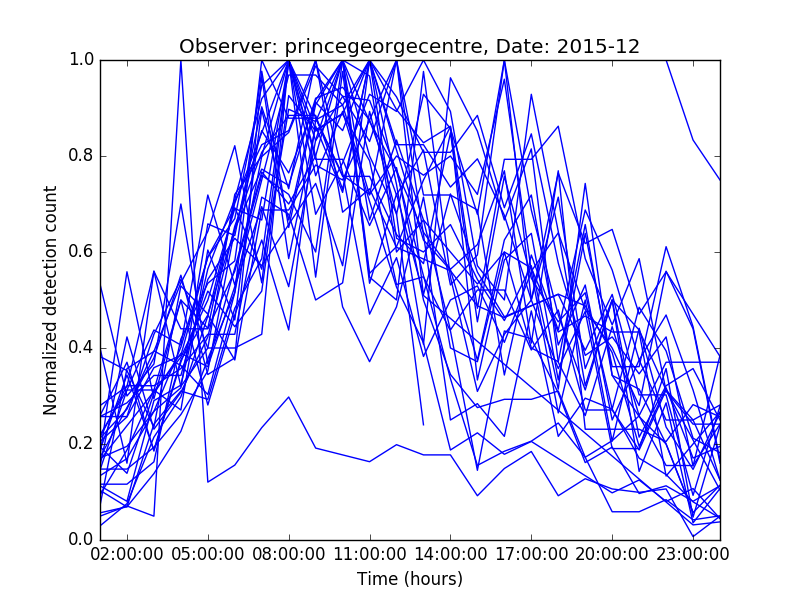 Observer: princegeorgecentre, Date: 2015-12
1.0
0.8
0.6
0.4
0.2
0.0
Normalized detection count
02:00:00 05:00:00 08:00:00 11:00:00 14:00:00 17:00:00 20:00:00 23:00:00
Time (hours)